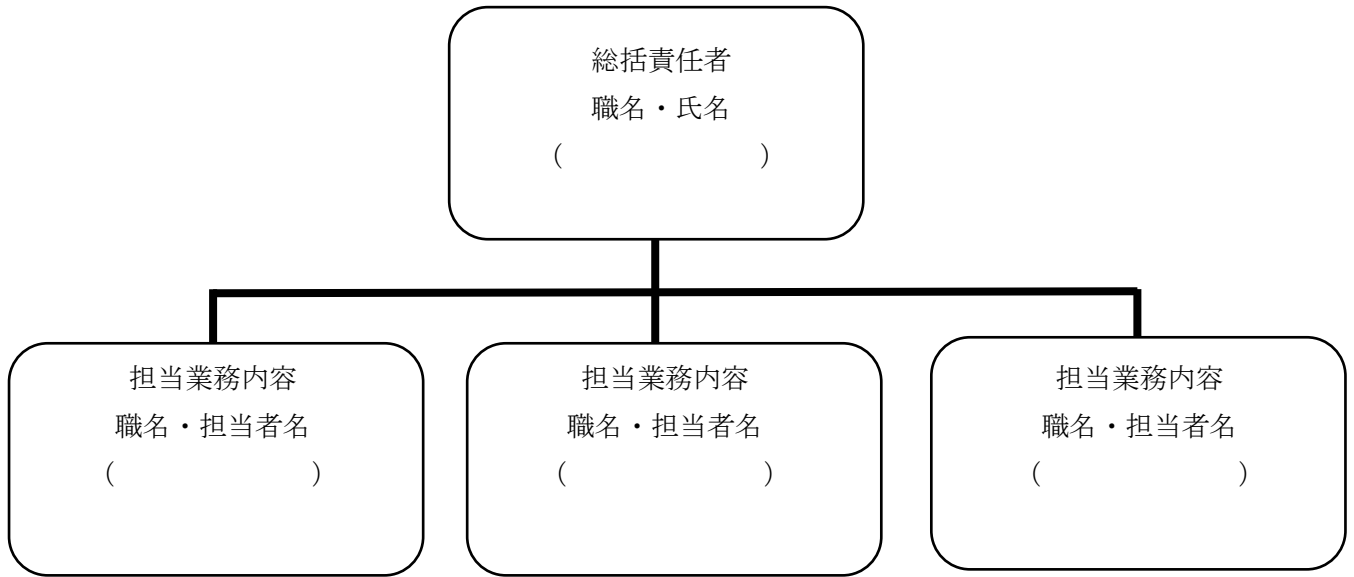 総括責任者
職名・氏名
（　　　　　　　）
担当業務内容
職名・担当者名
（　　　　　　　）
担当業務内容
職名・担当者名
（　　　　　　　）
担当業務内容
職名・担当者名
（　　　　　　　）